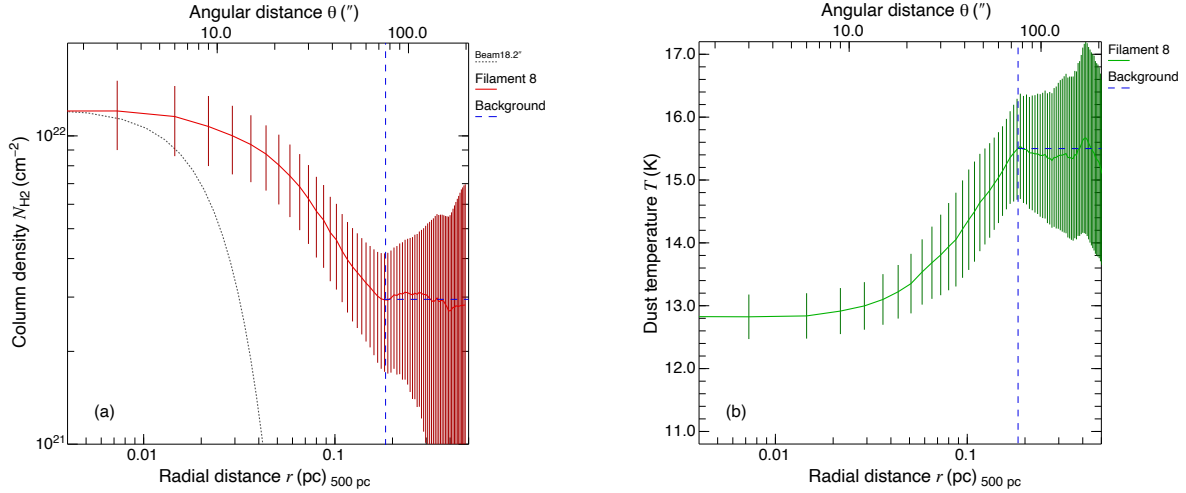 Angular distance θ (″)
10.0
100.0
Beam18.2"
Filament 8
Background
Column density N_H2 (cm⁻²)
10²²
10²¹
(a)
0.01
0.1
Radial distance r (pc) 500 pc
Angular distance θ (″)
10.0
100.0
Filament 8
Background
Dust temperature T (K)
17.0
16.0
15.0
14.0
13.0
12.0
11.0
(b)
0.01
0.1
Radial distance r (pc) 500 pc